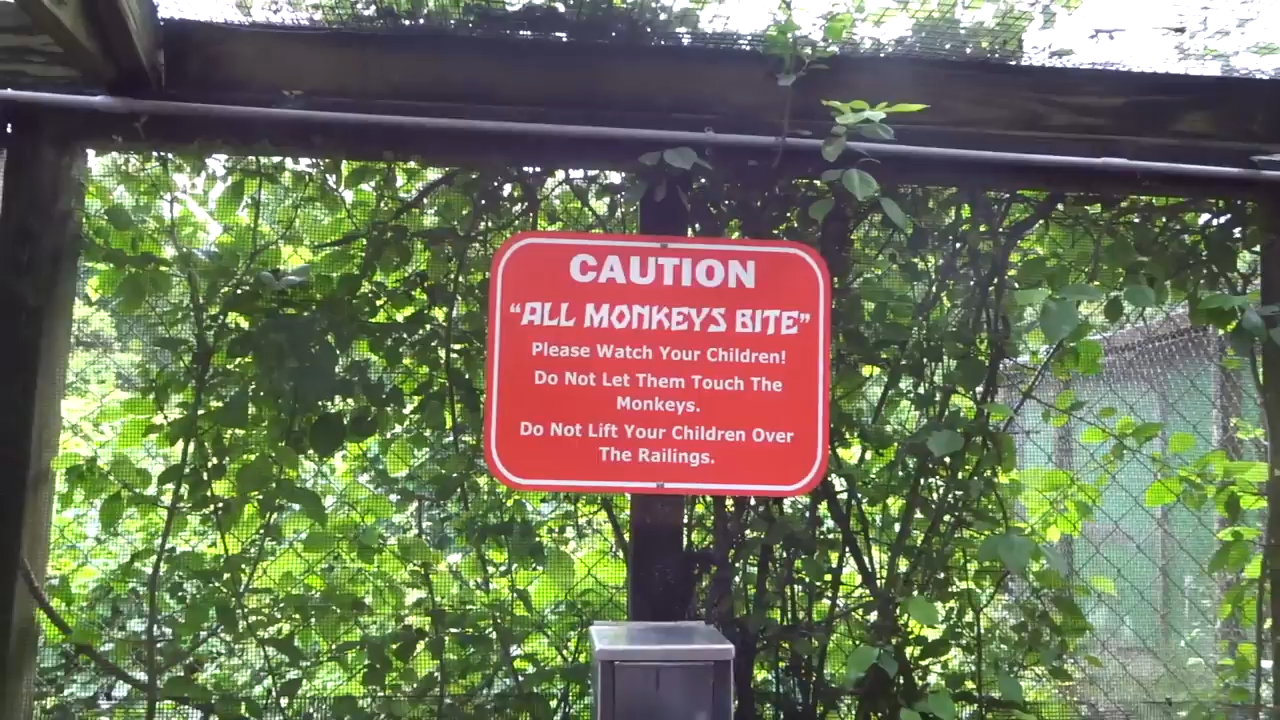 CAUTION
“ALL MONKEYS BITE”
Please Watch Your Children!
Do Not Let Them Touch The
Monkeys.
Do Not Lift Your Children Over
The Railings.